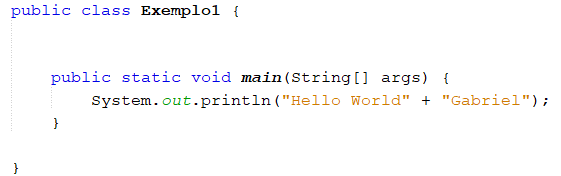 public class Exemplo1 {
public static void main(String[] args) {
System.out.println("Hello World" + "Gabriel");
}
}